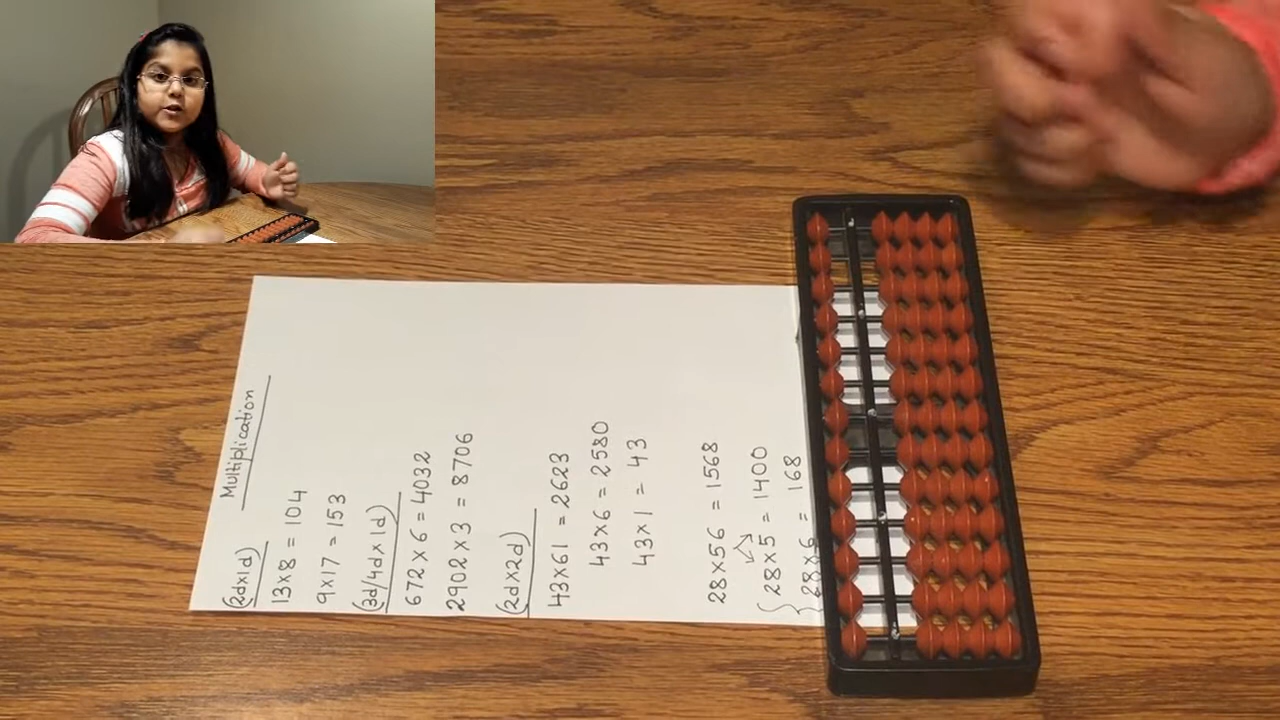 Multiplication
(2dx1d)
13x8 = 104
9x17 = 153
(3d/4dx1d)
672x6 = 4032
2902x3 = 8706
(2dx2d)
43x61 = 2623
43x6 = 2580
43x1 = 43
28x56 = 1568
28x5 = 1400
28x6 = 168